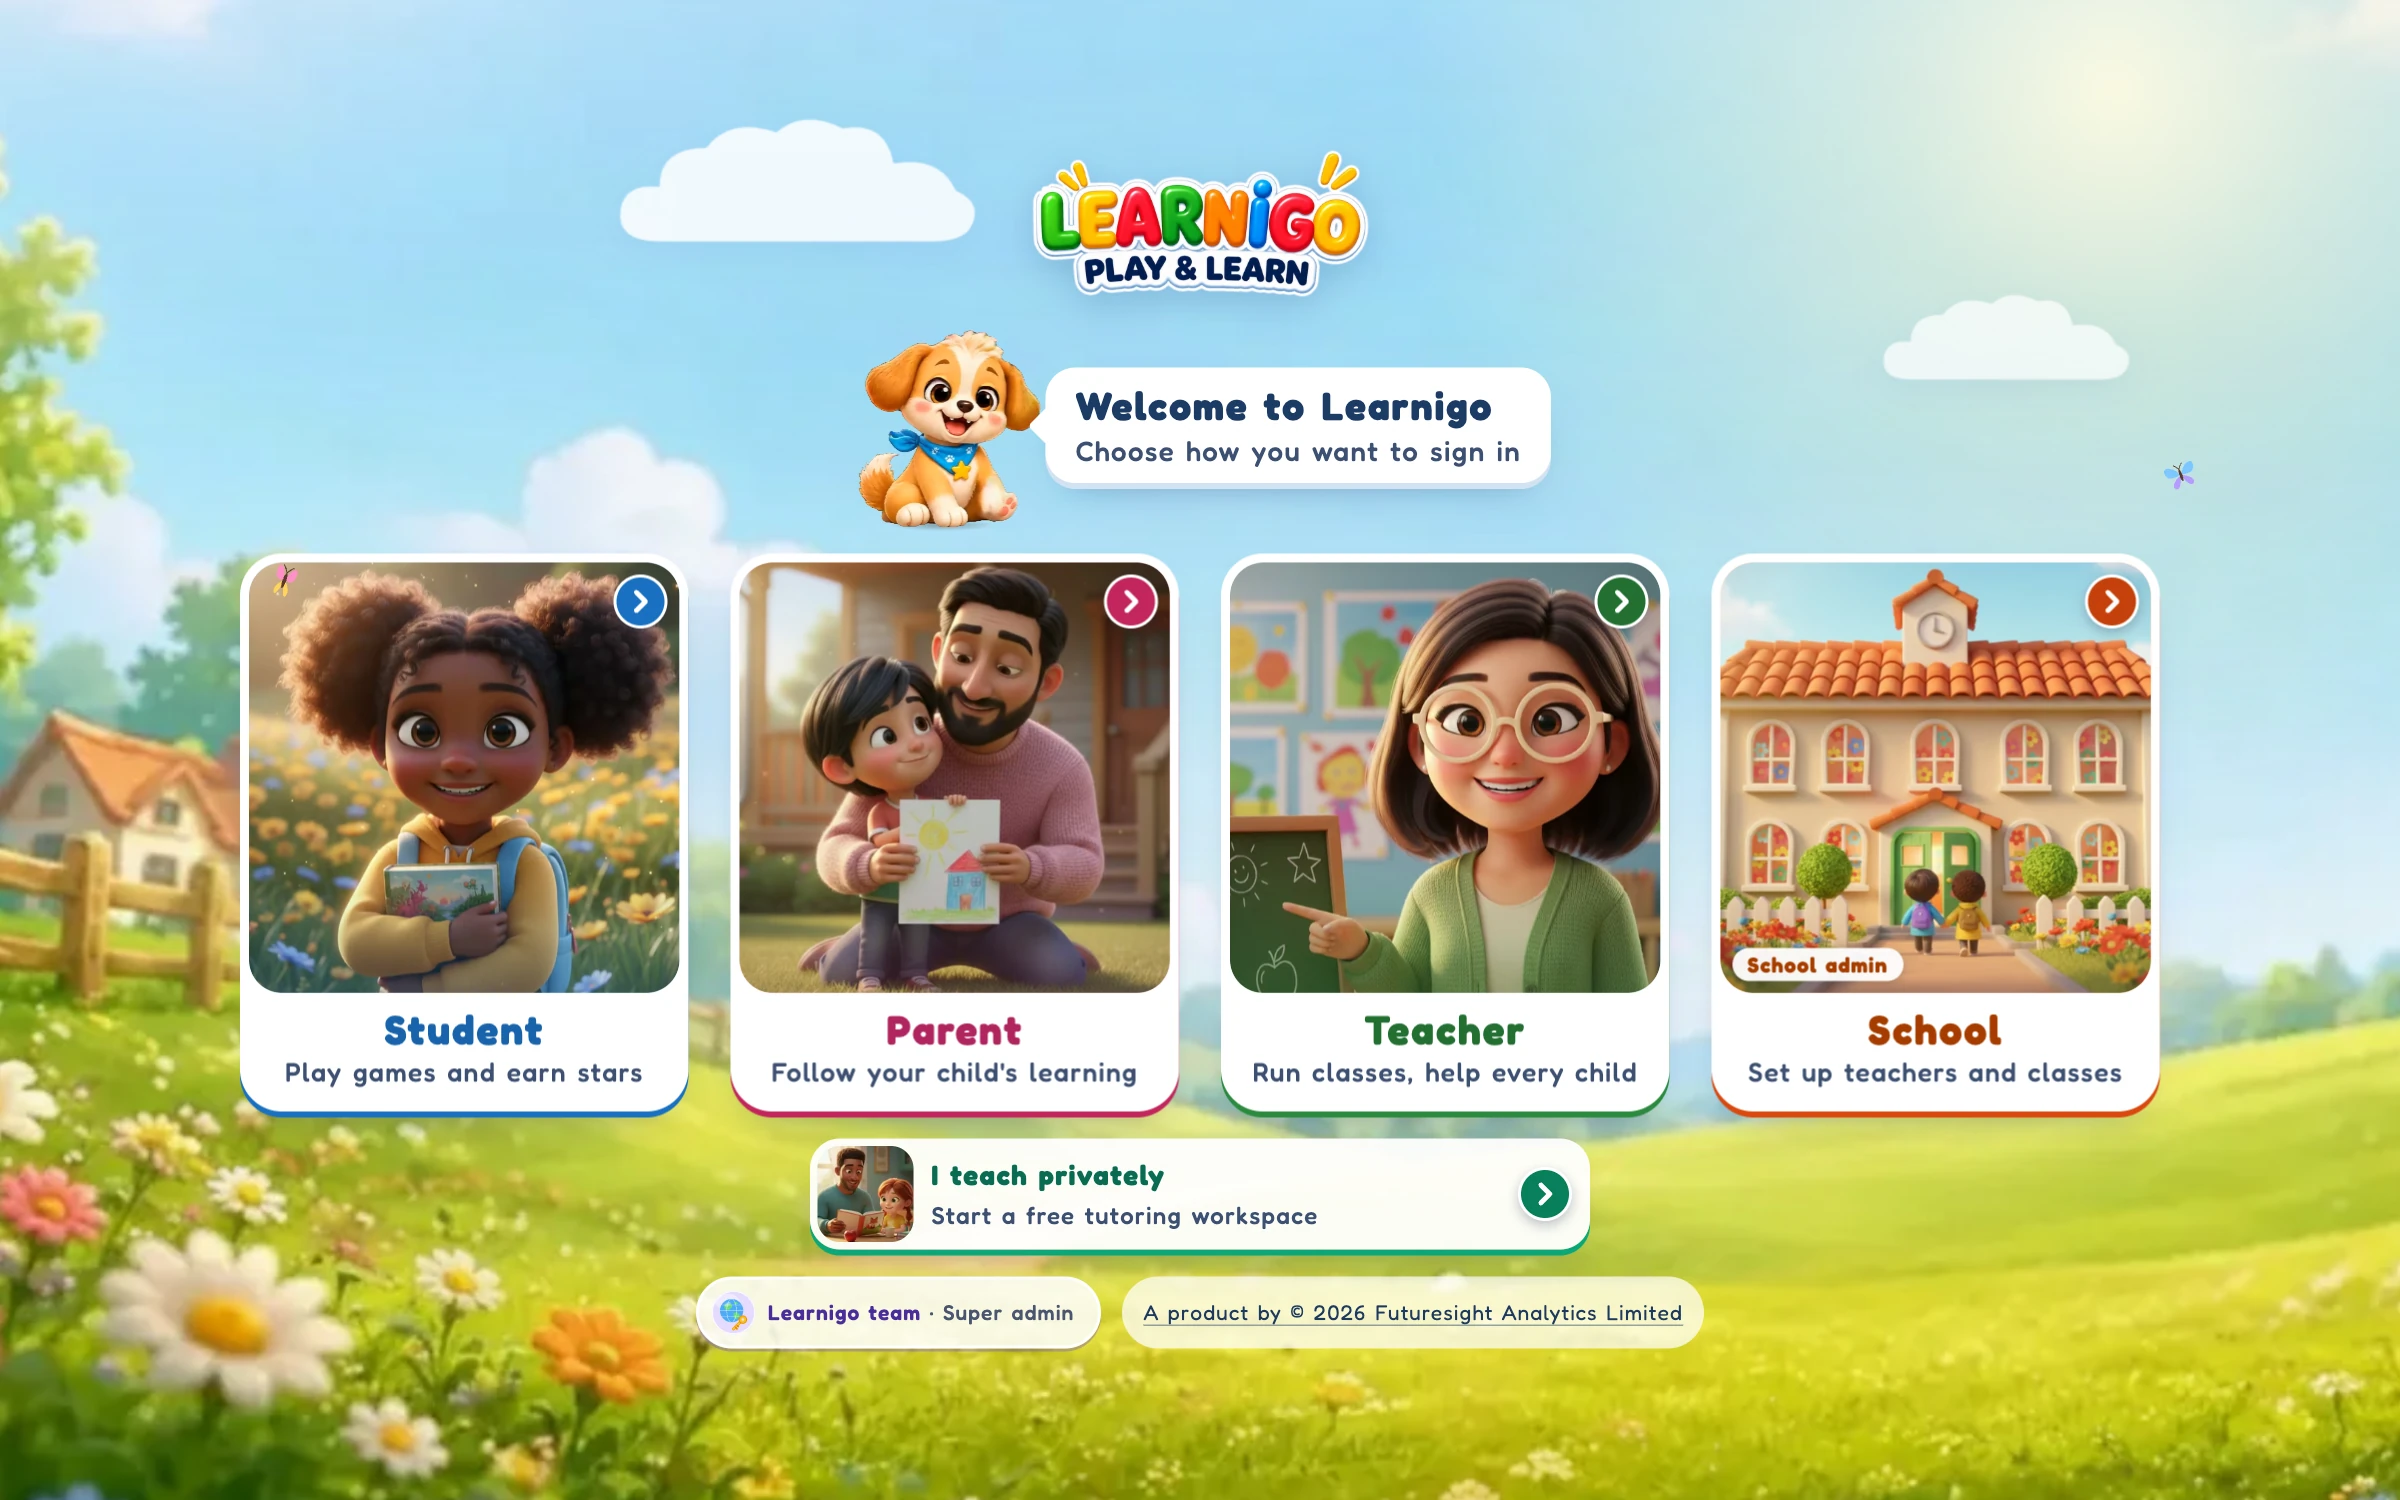 LEARNiGO
PLAY & LEARN
Welcome to Learnigo
Choose how you want to sign in
School admin
Student
Play games and earn stars
Parent
Follow your child's learning
Teacher
Run classes, help every child
School
Set up teachers and classes
I teach privately
Start a free tutoring workspace
Learnigo team · Super admin
A product by © 2026 Futuresight Analytics Limited